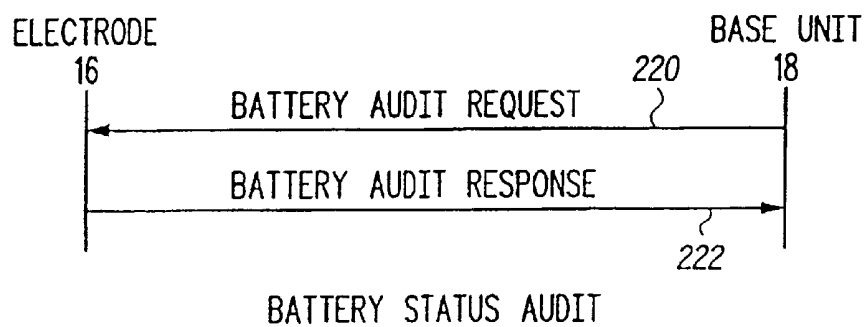 ELECTRODE
16
BASE UNIT
18
220
BATTERY AUDIT REQUEST
BATTERY AUDIT RESPONSE
222
BATTERY STATUS AUDIT